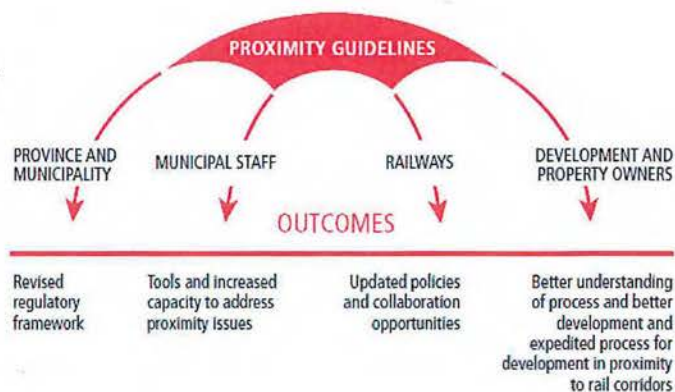 PROXIMITY GUIDELINES
PROVINCE AND
MUNICIPALITY
MUNICIPAL STAFF
RAILWAYS
DEVELOPMENT AND
PROPERTY OWNERS
OUTCOMES
Revised
regulatory
framework
Tools and increased
capacity to address
proximity issues
Updated policies
and collaboration
opportunities
Better understanding
of process and better
development and
expedited process for
development in proximity
to rail corridors